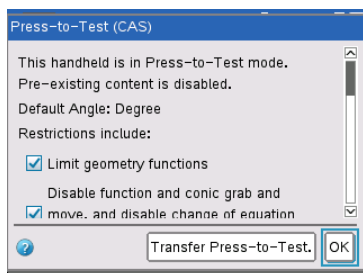 Press-to-Test (CAS)
This handheld is in Press-to-Test mode.
Pre-existing content is disabled.
Default Angle: Degree
Restrictions include:
Limit geometry functions
Disable function and conic grab and
move, and disable change of equation
?
Transfer Press-to-Test.
OK